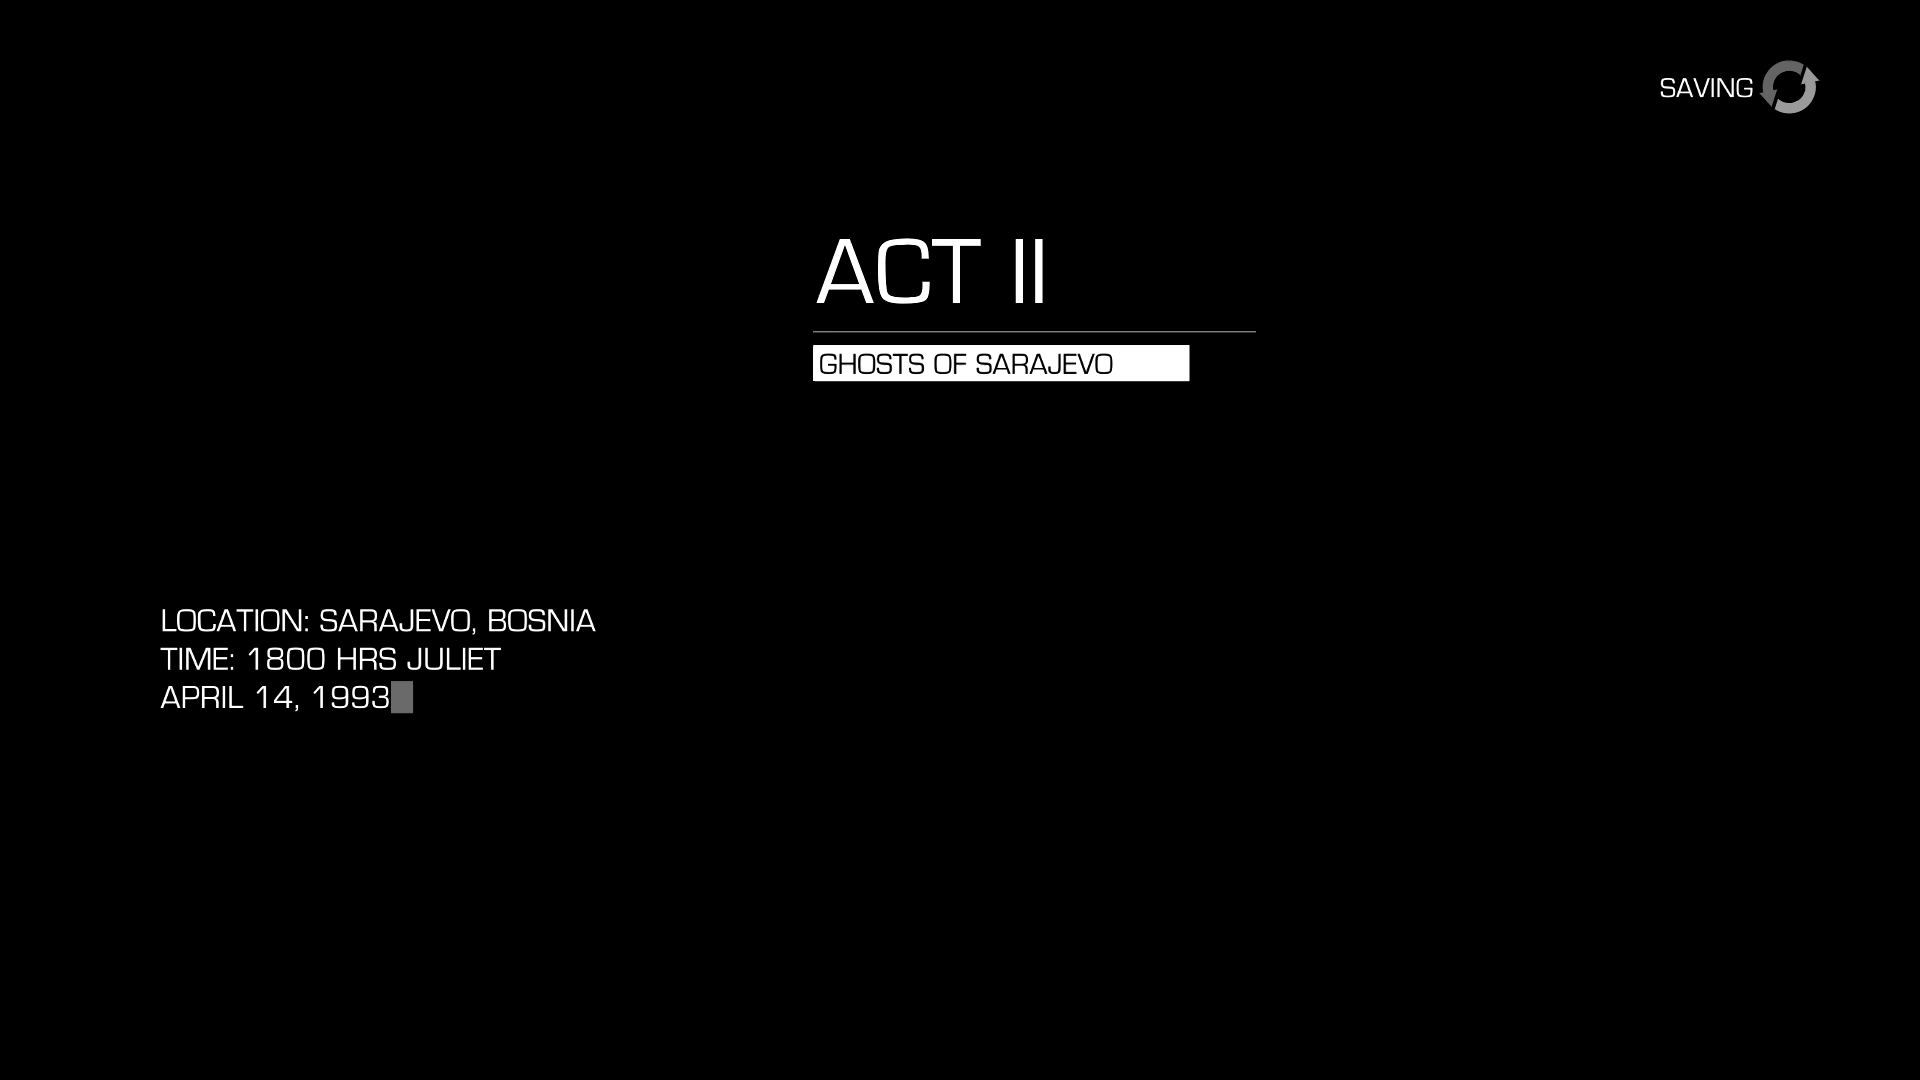 SAVING
ACT II
GHOSTS OF SARAJEVO
LOCATION: SARAJEVO, BOSNIA
TIME: 1800 HRS JULIET
APRIL 14, 1993